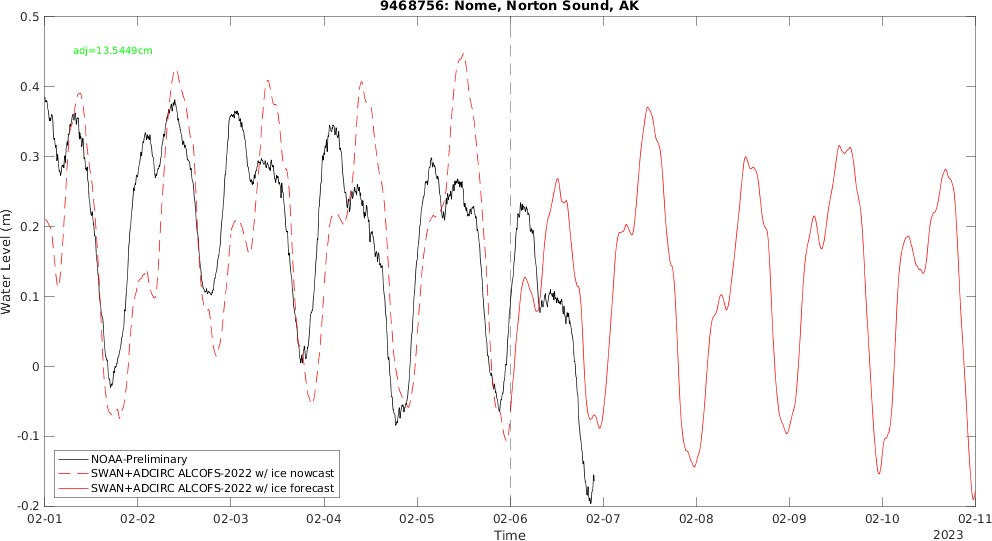 9468756: Nome, Norton Sound, AK
adj=13.5449cm
Water Level (m)
0.5
0.4
0.3
0.2
0.1
0
-0.1
-0.2
NOAA-Preliminary
SWAN+ADCIRC ALCOFS-2022 w/ ice nowcast
SWAN+ADCIRC ALCOFS-2022 w/ ice forecast
02-01 02-02 02-03 02-04 02-05 02-06 02-07 02-08 02-09 02-10 02-11
Time
2023